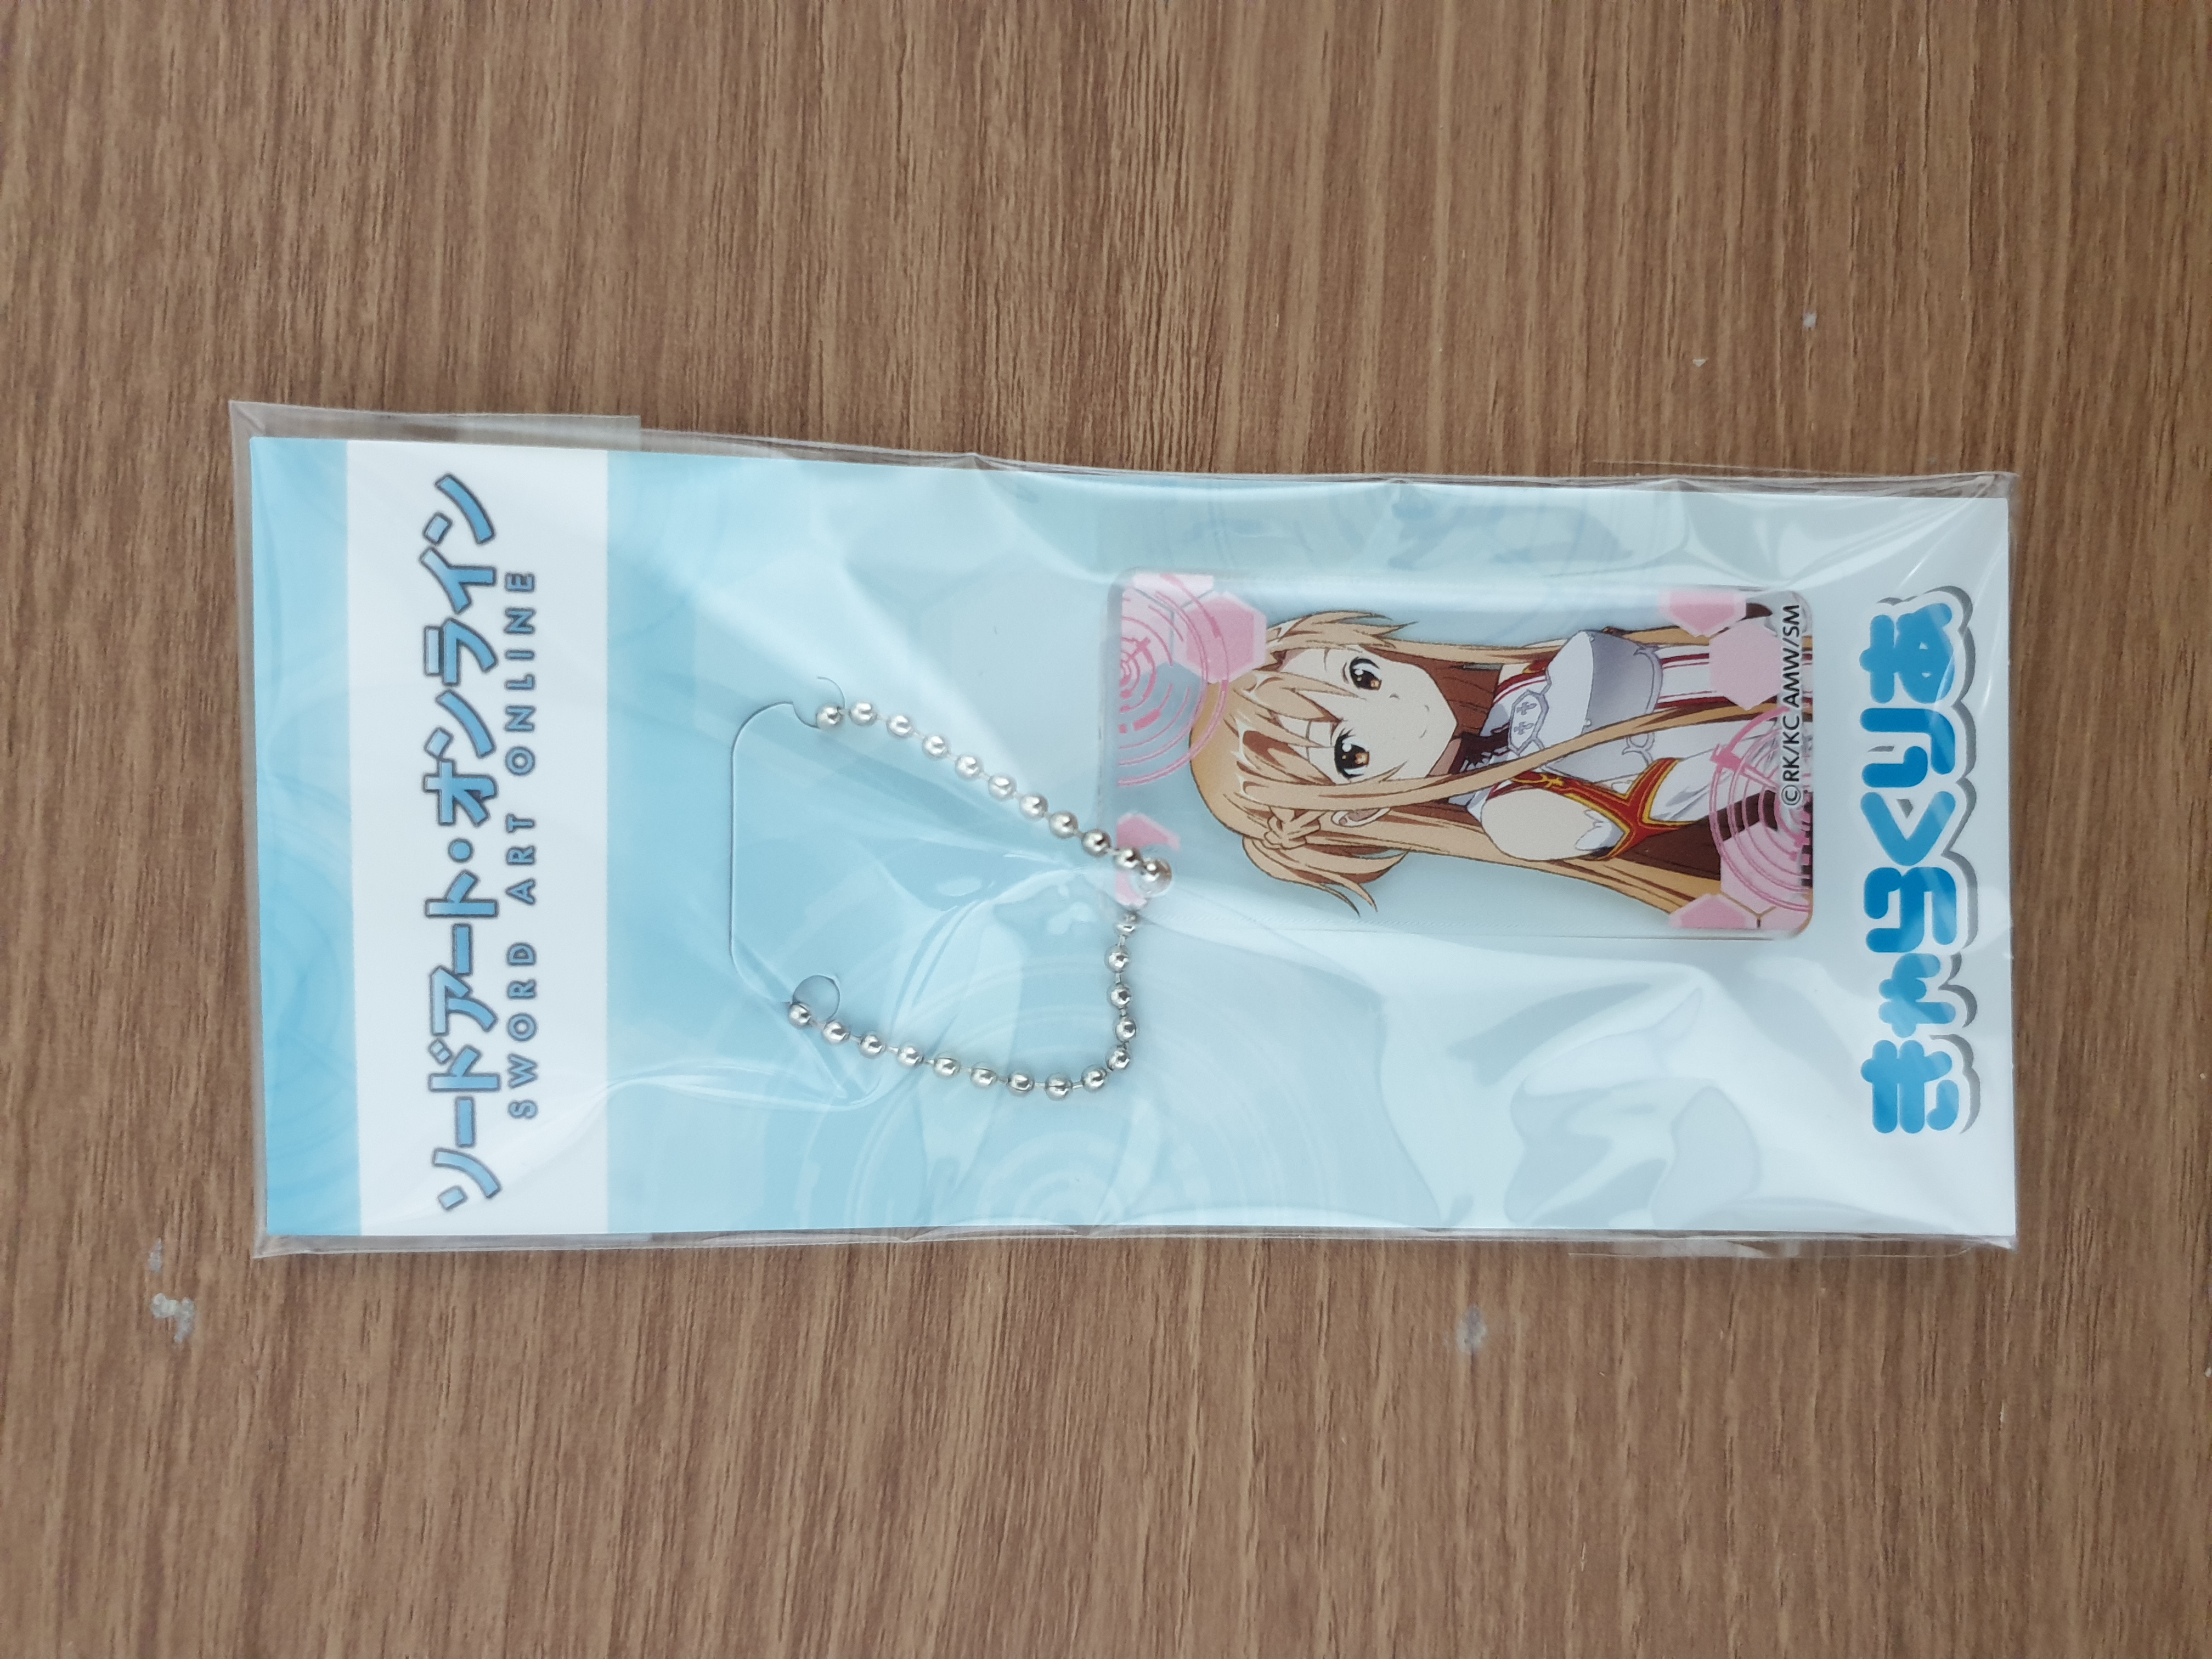 ソードアート・オンライン
SWORD ART ONLINE
©RK/KC AMW/SM
きゃらくりあ